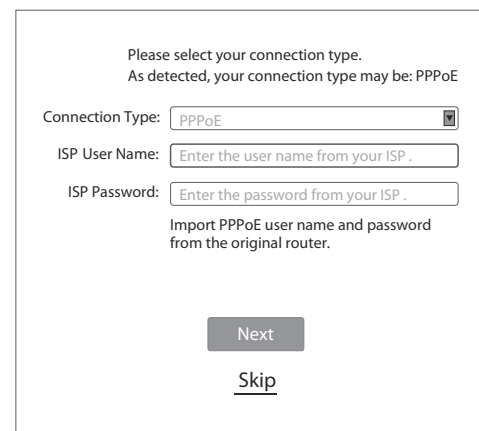 Please select your connection type.
As detected, your connection type may be: PPPoE
Connection Type: PPPoE
ISP User Name: Enter the user name from your ISP .
ISP Password: Enter the password from your ISP .
Import PPPoE user name and password
from the original router.
Next
Skip